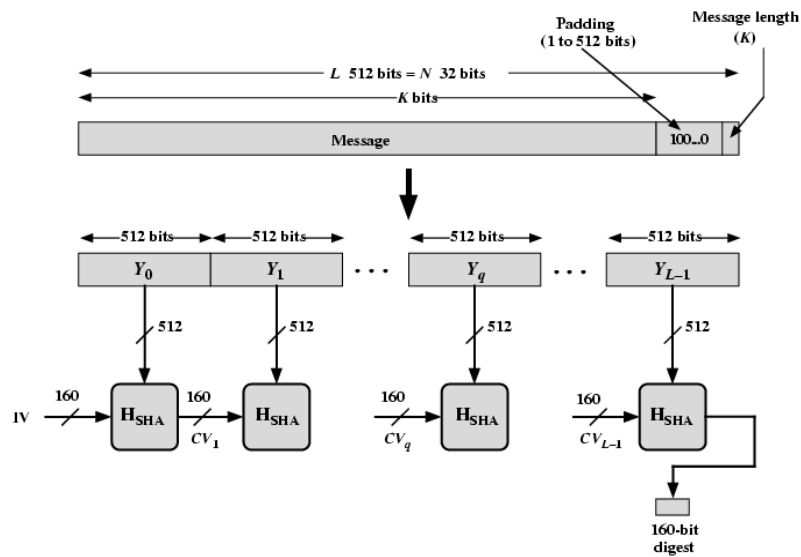 Padding
(1 to 512 bits)
Message length
(K)
L 512 bits = N 32 bits
K bits
Message
100...0
512 bits
512 bits
512 bits
512 bits
Y0
Y1
• • •
Yq
• • •
YL–1
512
512
512
512
IV
160
HSHA
160
CV1
HSHA
160
CVq
HSHA
160
CVL–1
HSHA
160-bit
digest